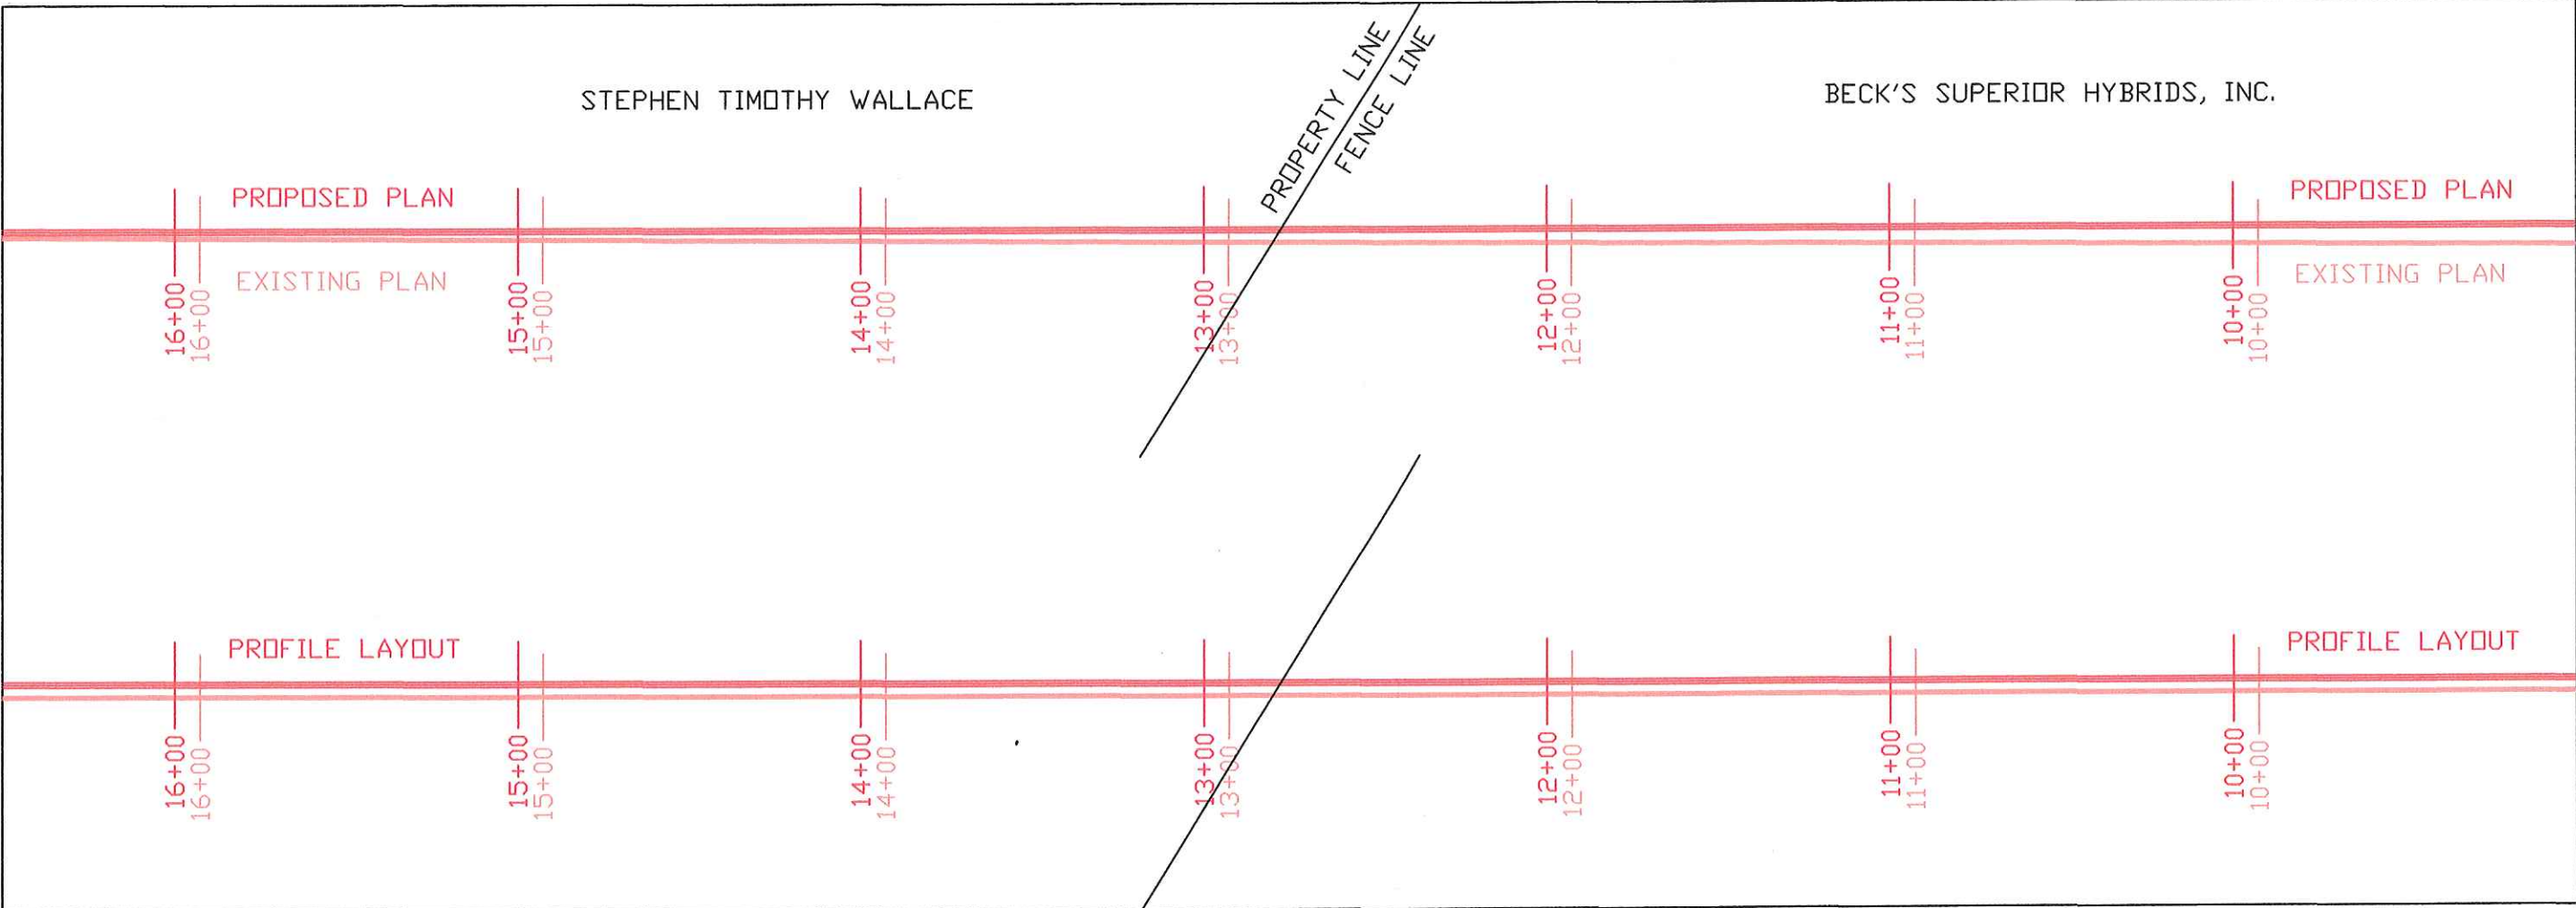 STEPHEN TIMOTHY WALLACE
PROPERTY LINE
FENCE LINE
BECK'S SUPERIOR HYBRIDS, INC.
PROPOSED PLAN
PROPOSED PLAN
EXISTING PLAN
EXISTING PLAN
16+00
16+00
15+00
15+00
14+00
14+00
13+00
13+00
12+00
12+00
11+00
11+00
10+00
10+00
PROFILE LAYOUT
PROFILE LAYOUT
16+00
16+00
15+00
15+00
14+00
14+00
13+00
13+00
12+00
12+00
11+00
11+00
10+00
10+00